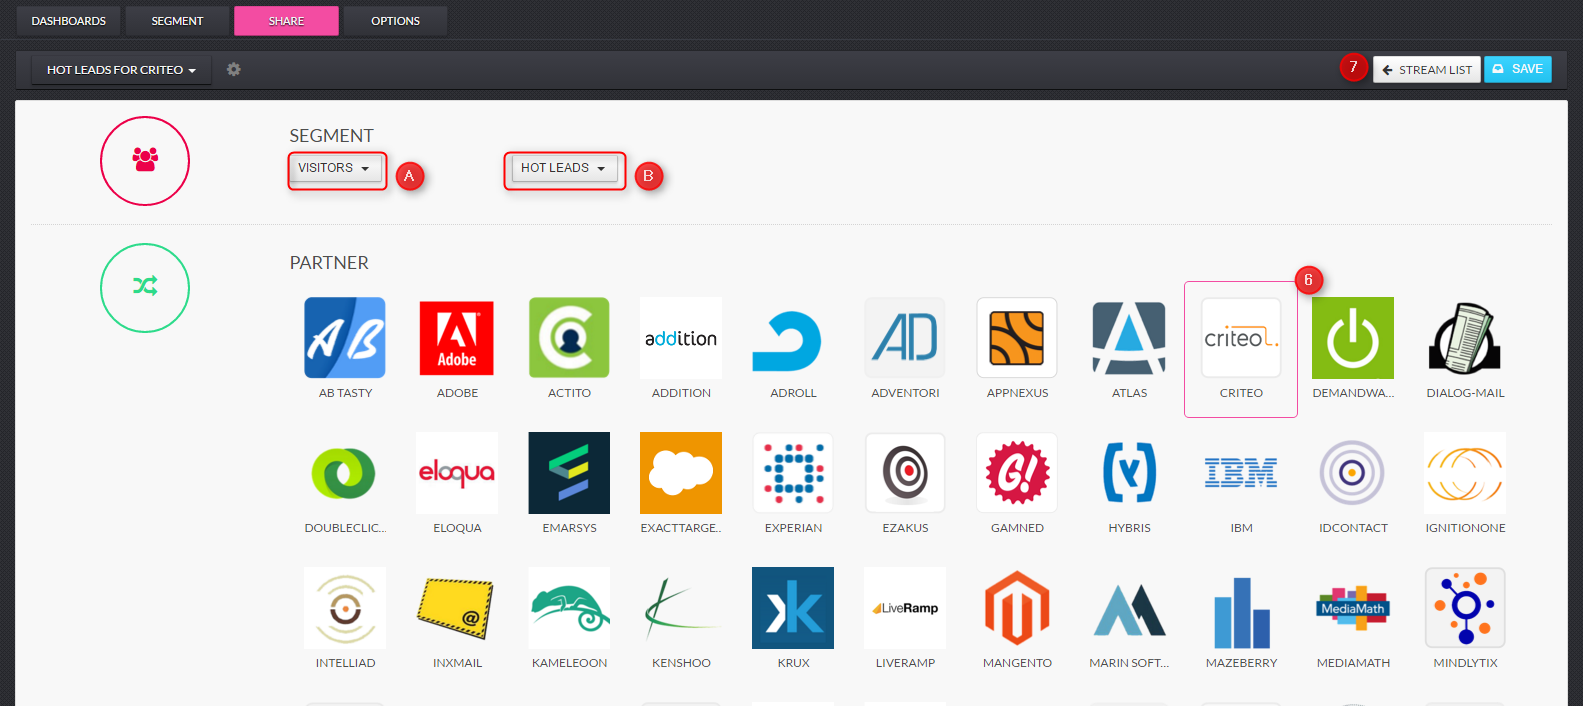 DASHBOARDS SEGMENT SHARE OPTIONS
HOT LEADS FOR CRITEO 7 STREAM LIST SAVE
SEGMENT
VISITORS A HOT LEADS B
PARTNER
6
AB Adobe addition AD criteo
AB TASTY ADOBE ACTITO ADDITION ADROLL ADVENTORI APPNEXUS ATLAS CRITEO DEMANDWA... DIALOG-MAIL
eloqua G! (Y) IBM
DOUBLECLIC... ELOQUA EMARSYS EXACTTARGE.. EXPERIAN EZAKUS GAMNED HYBRIS IBM IDCONTACT IGNITIONONE
@ k LiveRamp MediaMath
INTELLIAD INXMAIL KAMELEOON KENSHOO KRUX LIVERAMP MANGENTO MARIN SOFT... MAZEBERRY MEDIAMATH MINDLYTIX